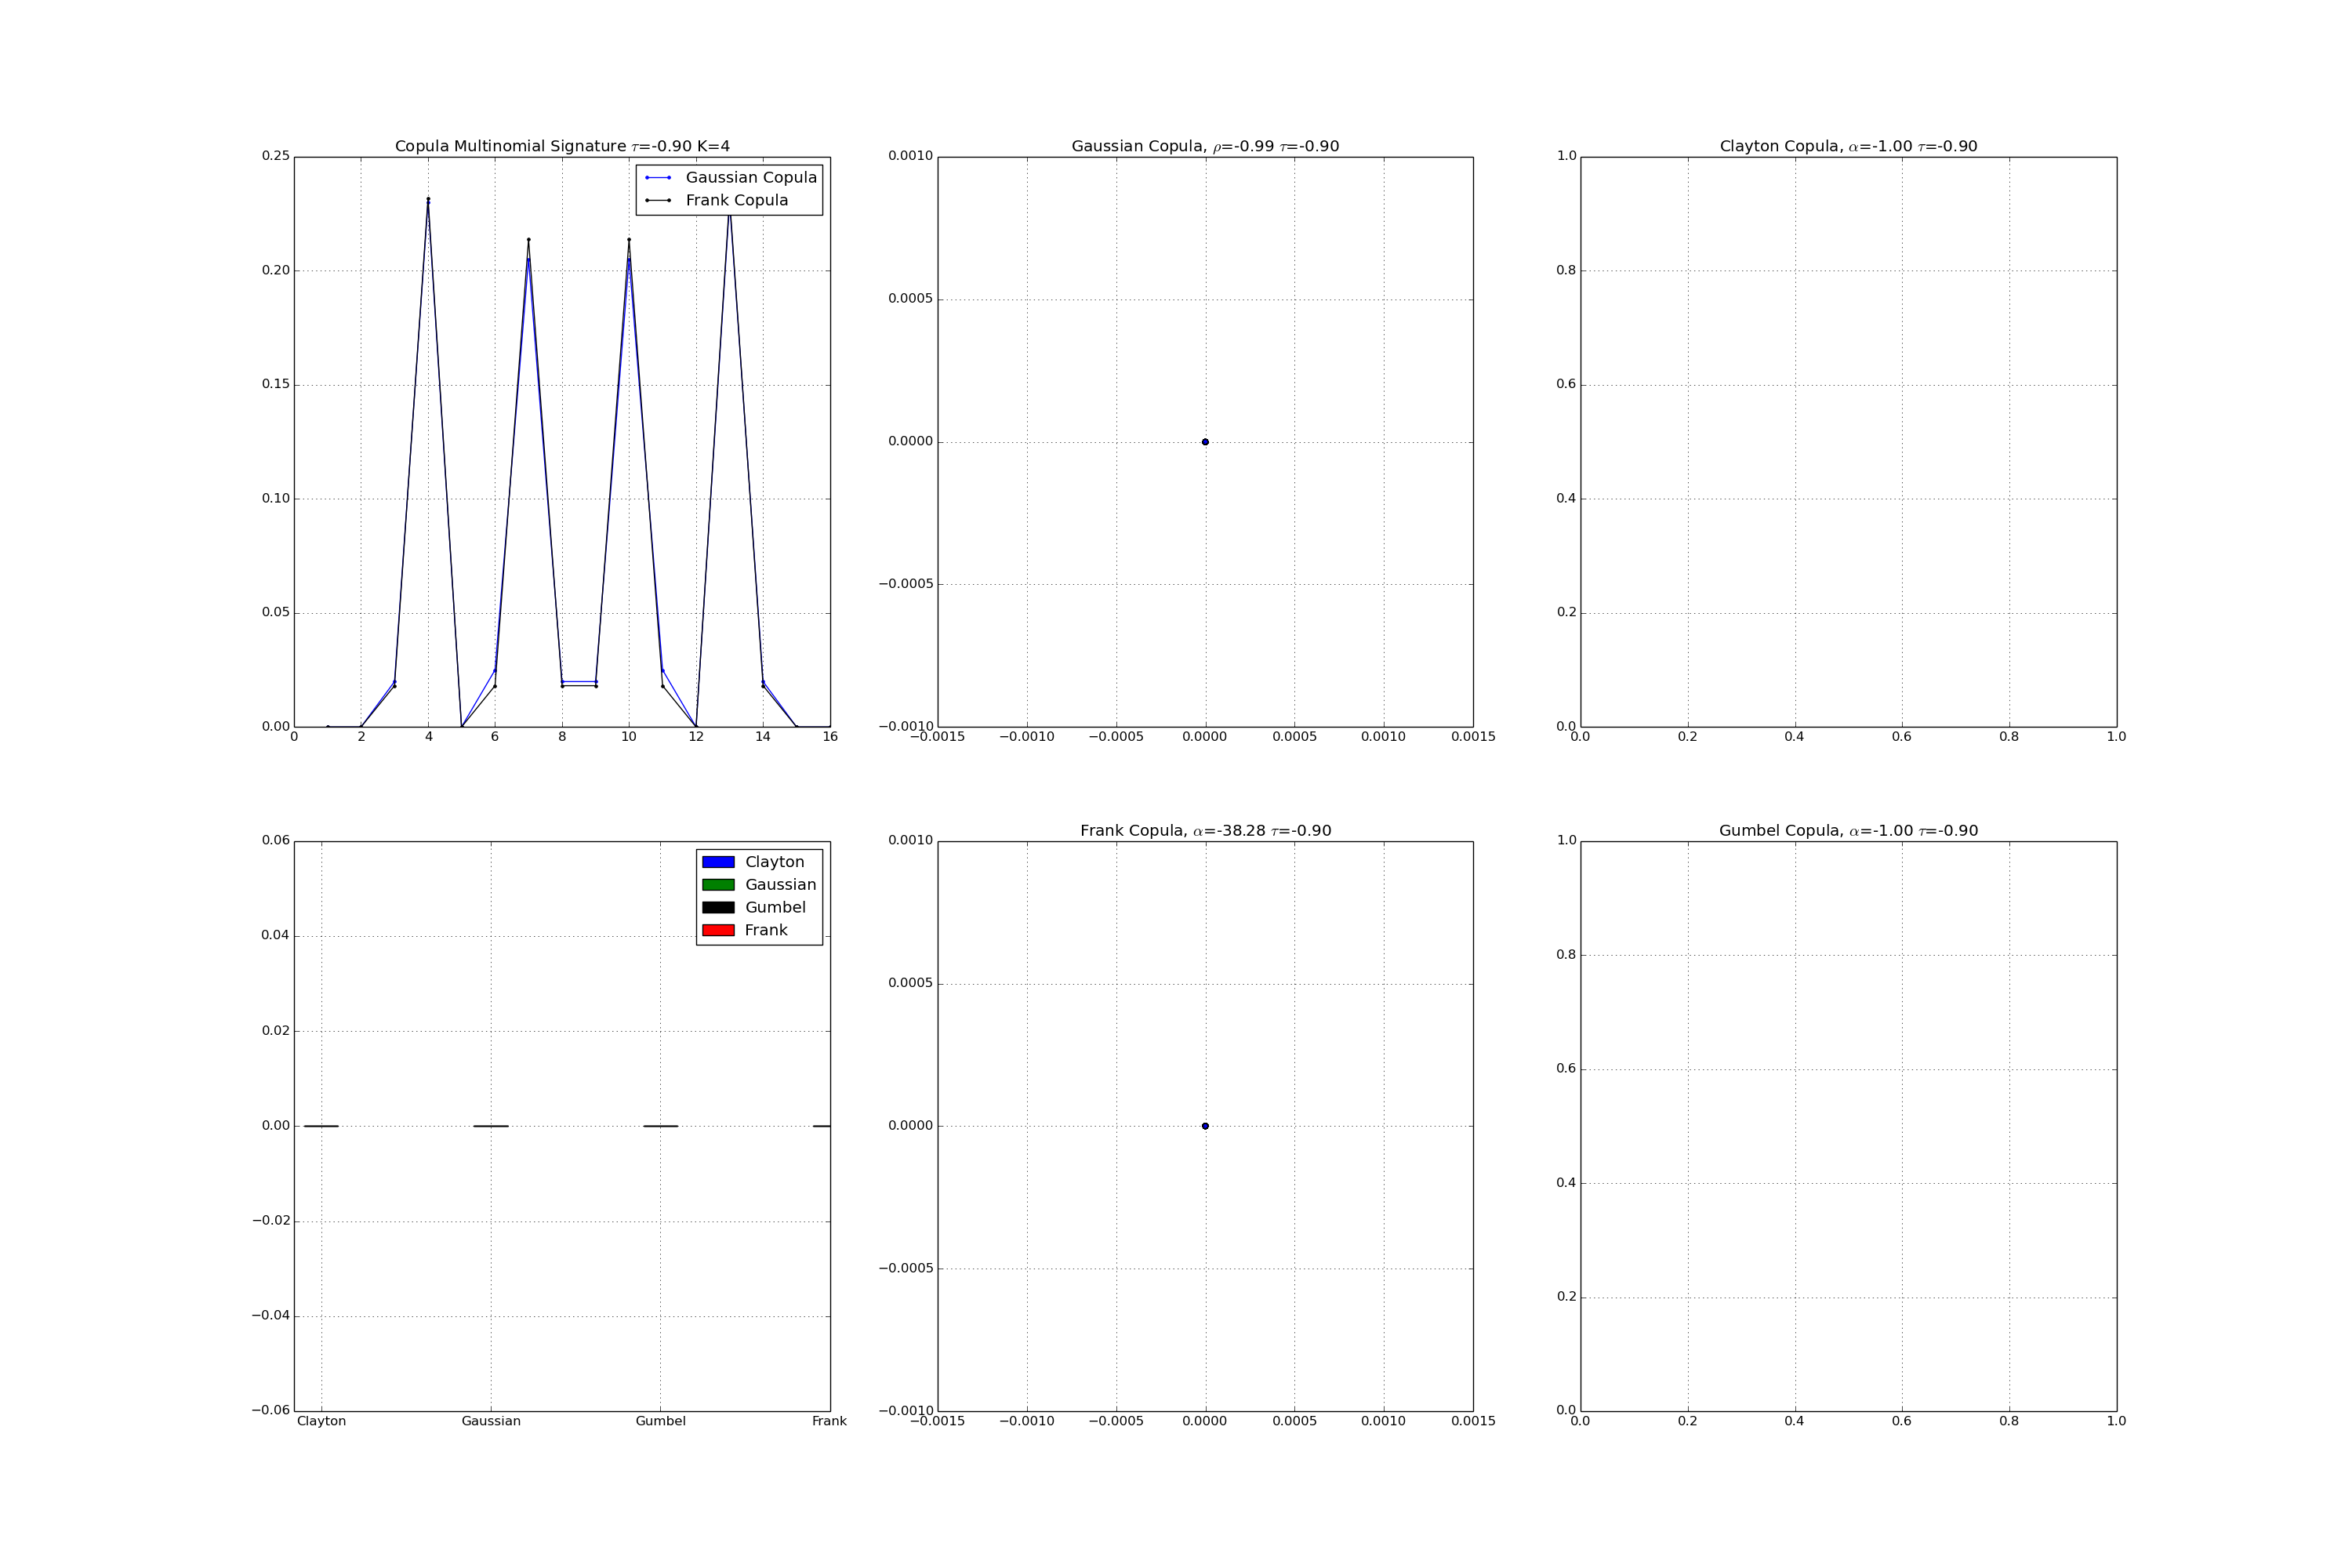 Copula Multinomial Signature τ=-0.90 K=4
0.25
0.20
0.15
0.10
0.05
0.00
0 2 4 6 8 10 12 14 16
Gaussian Copula
Frank Copula
Gaussian Copula, ρ=-0.99 τ=-0.90
0.0010
0.0005
0.0000
−0.0005
−0.0010
−0.0015 −0.0010 −0.0005 0.0000 0.0005 0.0010 0.0015
Clayton Copula, α=-1.00 τ=-0.90
1.0
0.8
0.6
0.4
0.2
0.0
0.0 0.2 0.4 0.6 0.8 1.0
0.06
0.04
0.02
0.00
−0.02
−0.04
−0.06
Clayton Gaussian Gumbel Frank
Clayton
Gaussian
Gumbel
Frank
Frank Copula, α=-38.28 τ=-0.90
0.0010
0.0005
0.0000
−0.0005
−0.0010
−0.0015 −0.0010 −0.0005 0.0000 0.0005 0.0010 0.0015
Gumbel Copula, α=-1.00 τ=-0.90
1.0
0.8
0.6
0.4
0.2
0.0
0.0 0.2 0.4 0.6 0.8 1.0